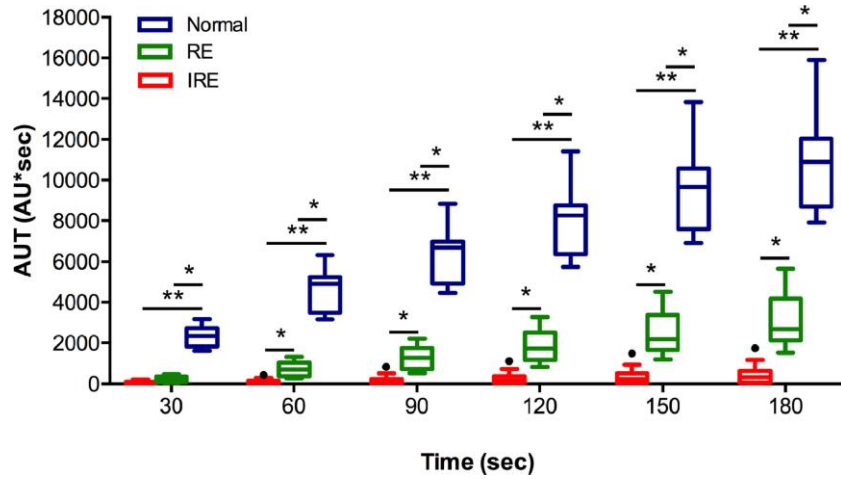 Normal
RE
IRE
AUT (AU*sec)
18000
16000
14000
12000
10000
8000
6000
4000
2000
0
** *
** * *
** * *
** * *
** * *
** * *
30 60 90 120 150 180
Time (sec)